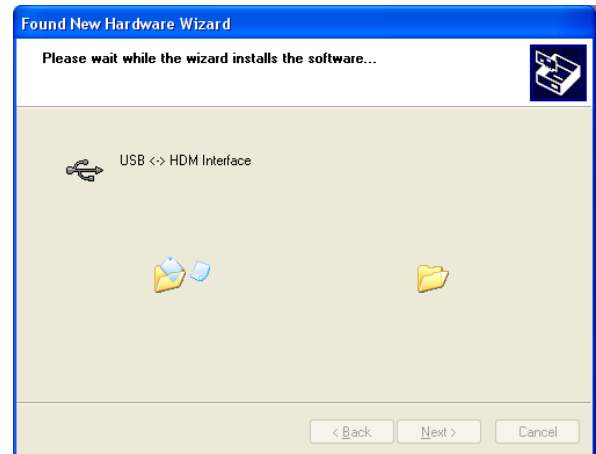 Found New Hardware Wizard
Please wait while the wizard installs the software...
USB <-> HDM Interface
< Back
Next >
Cancel